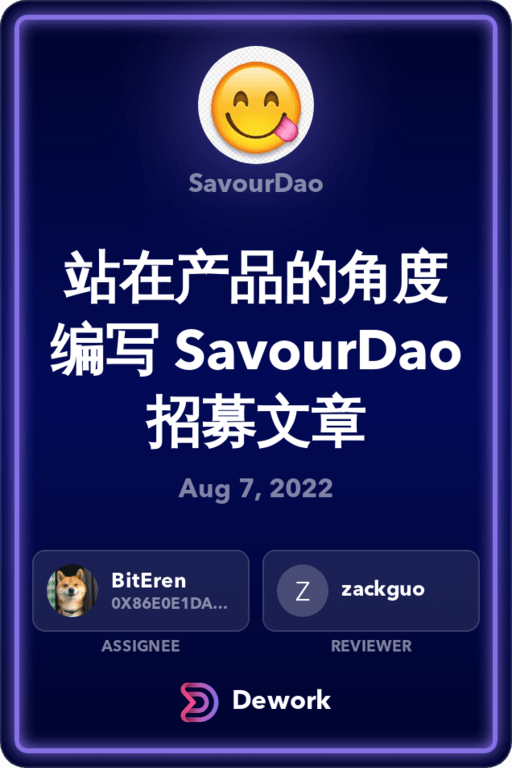 SavourDao
站在产品的角度
编写 SavourDao
招募文章
Aug 7, 2022
BitEren
0X86E0E1DA...
ASSIGNEE
Z
zackguo
REVIEWER
Dework